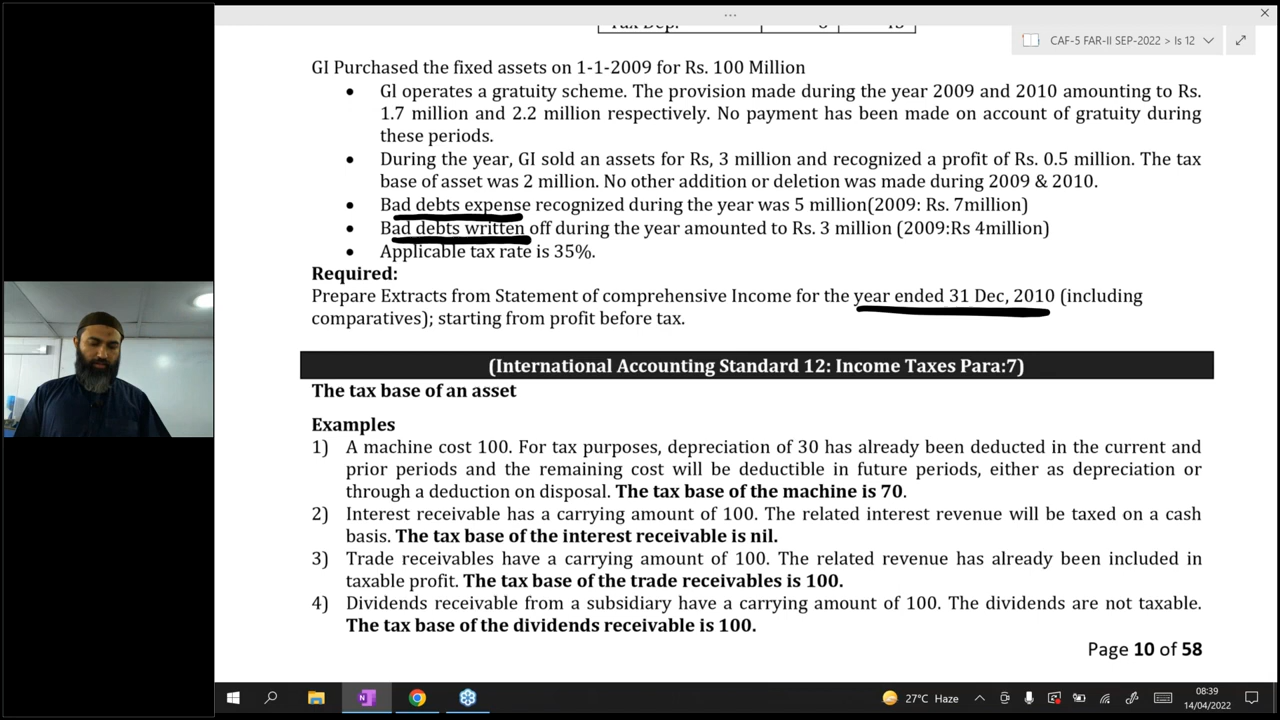 CAF-5 FAR-II SEP-2022 > Is 12
GI Purchased the fixed assets on 1-1-2009 for Rs. 100 Million
• GI operates a gratuity scheme. The provision made during the year 2009 and 2010 amounting to Rs.
1.7 million and 2.2 million respectively. No payment has been made on account of gratuity during
these periods.
• During the year, GI sold an assets for Rs, 3 million and recognized a profit of Rs. 0.5 million. The tax
base of asset was 2 million. No other addition or deletion was made during 2009 & 2010.
• Bad debts expense recognized during the year was 5 million(2009: Rs. 7million)
• Bad debts written off during the year amounted to Rs. 3 million (2009:Rs 4million)
• Applicable tax rate is 35%.
Required:
Prepare Extracts from Statement of comprehensive Income for the year ended 31 Dec, 2010 (including
comparatives); starting from profit before tax.
(International Accounting Standard 12: Income Taxes Para:7)
The tax base of an asset
Examples
1) A machine cost 100. For tax purposes, depreciation of 30 has already been deducted in the current and
prior periods and the remaining cost will be deductible in future periods, either as depreciation or
through a deduction on disposal. The tax base of the machine is 70.
2) Interest receivable has a carrying amount of 100. The related interest revenue will be taxed on a cash
basis. The tax base of the interest receivable is nil.
3) Trade receivables have a carrying amount of 100. The related revenue has already been included in
taxable profit. The tax base of the trade receivables is 100.
4) Dividends receivable from a subsidiary have a carrying amount of 100. The dividends are not taxable.
The tax base of the dividends receivable is 100.
Page 10 of 58
27°C Haze
08:39
14/04/2022